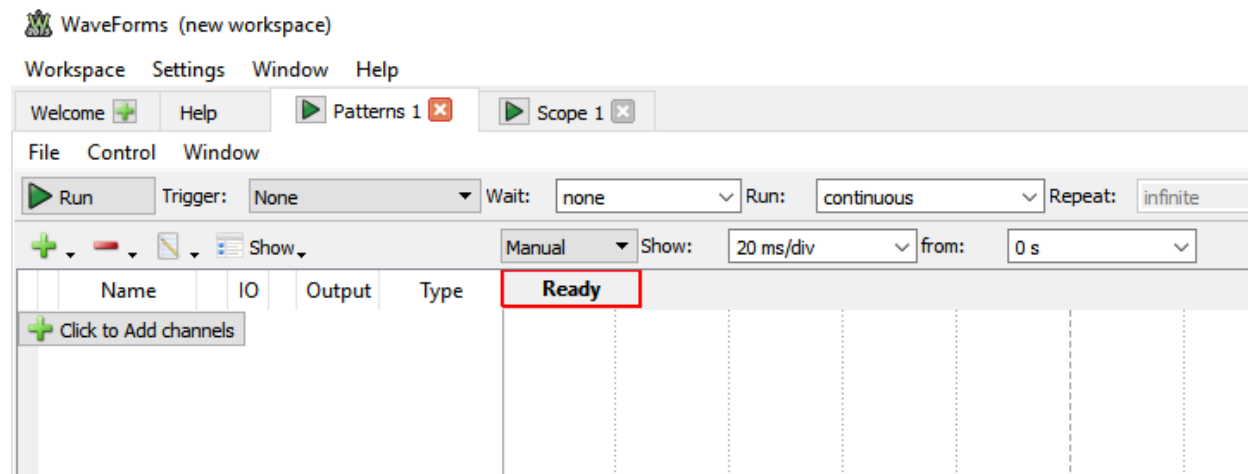 WaveForms (new workspace)
Workspace Settings Window Help
Welcome Help Patterns 1 Scope 1
File Control Window
Run Trigger: None Wait: none Run: continuous Repeat: infinite
Show Manual Show: 20 ms/div from: 0 s
Name IO Output Type Ready
Click to Add channels